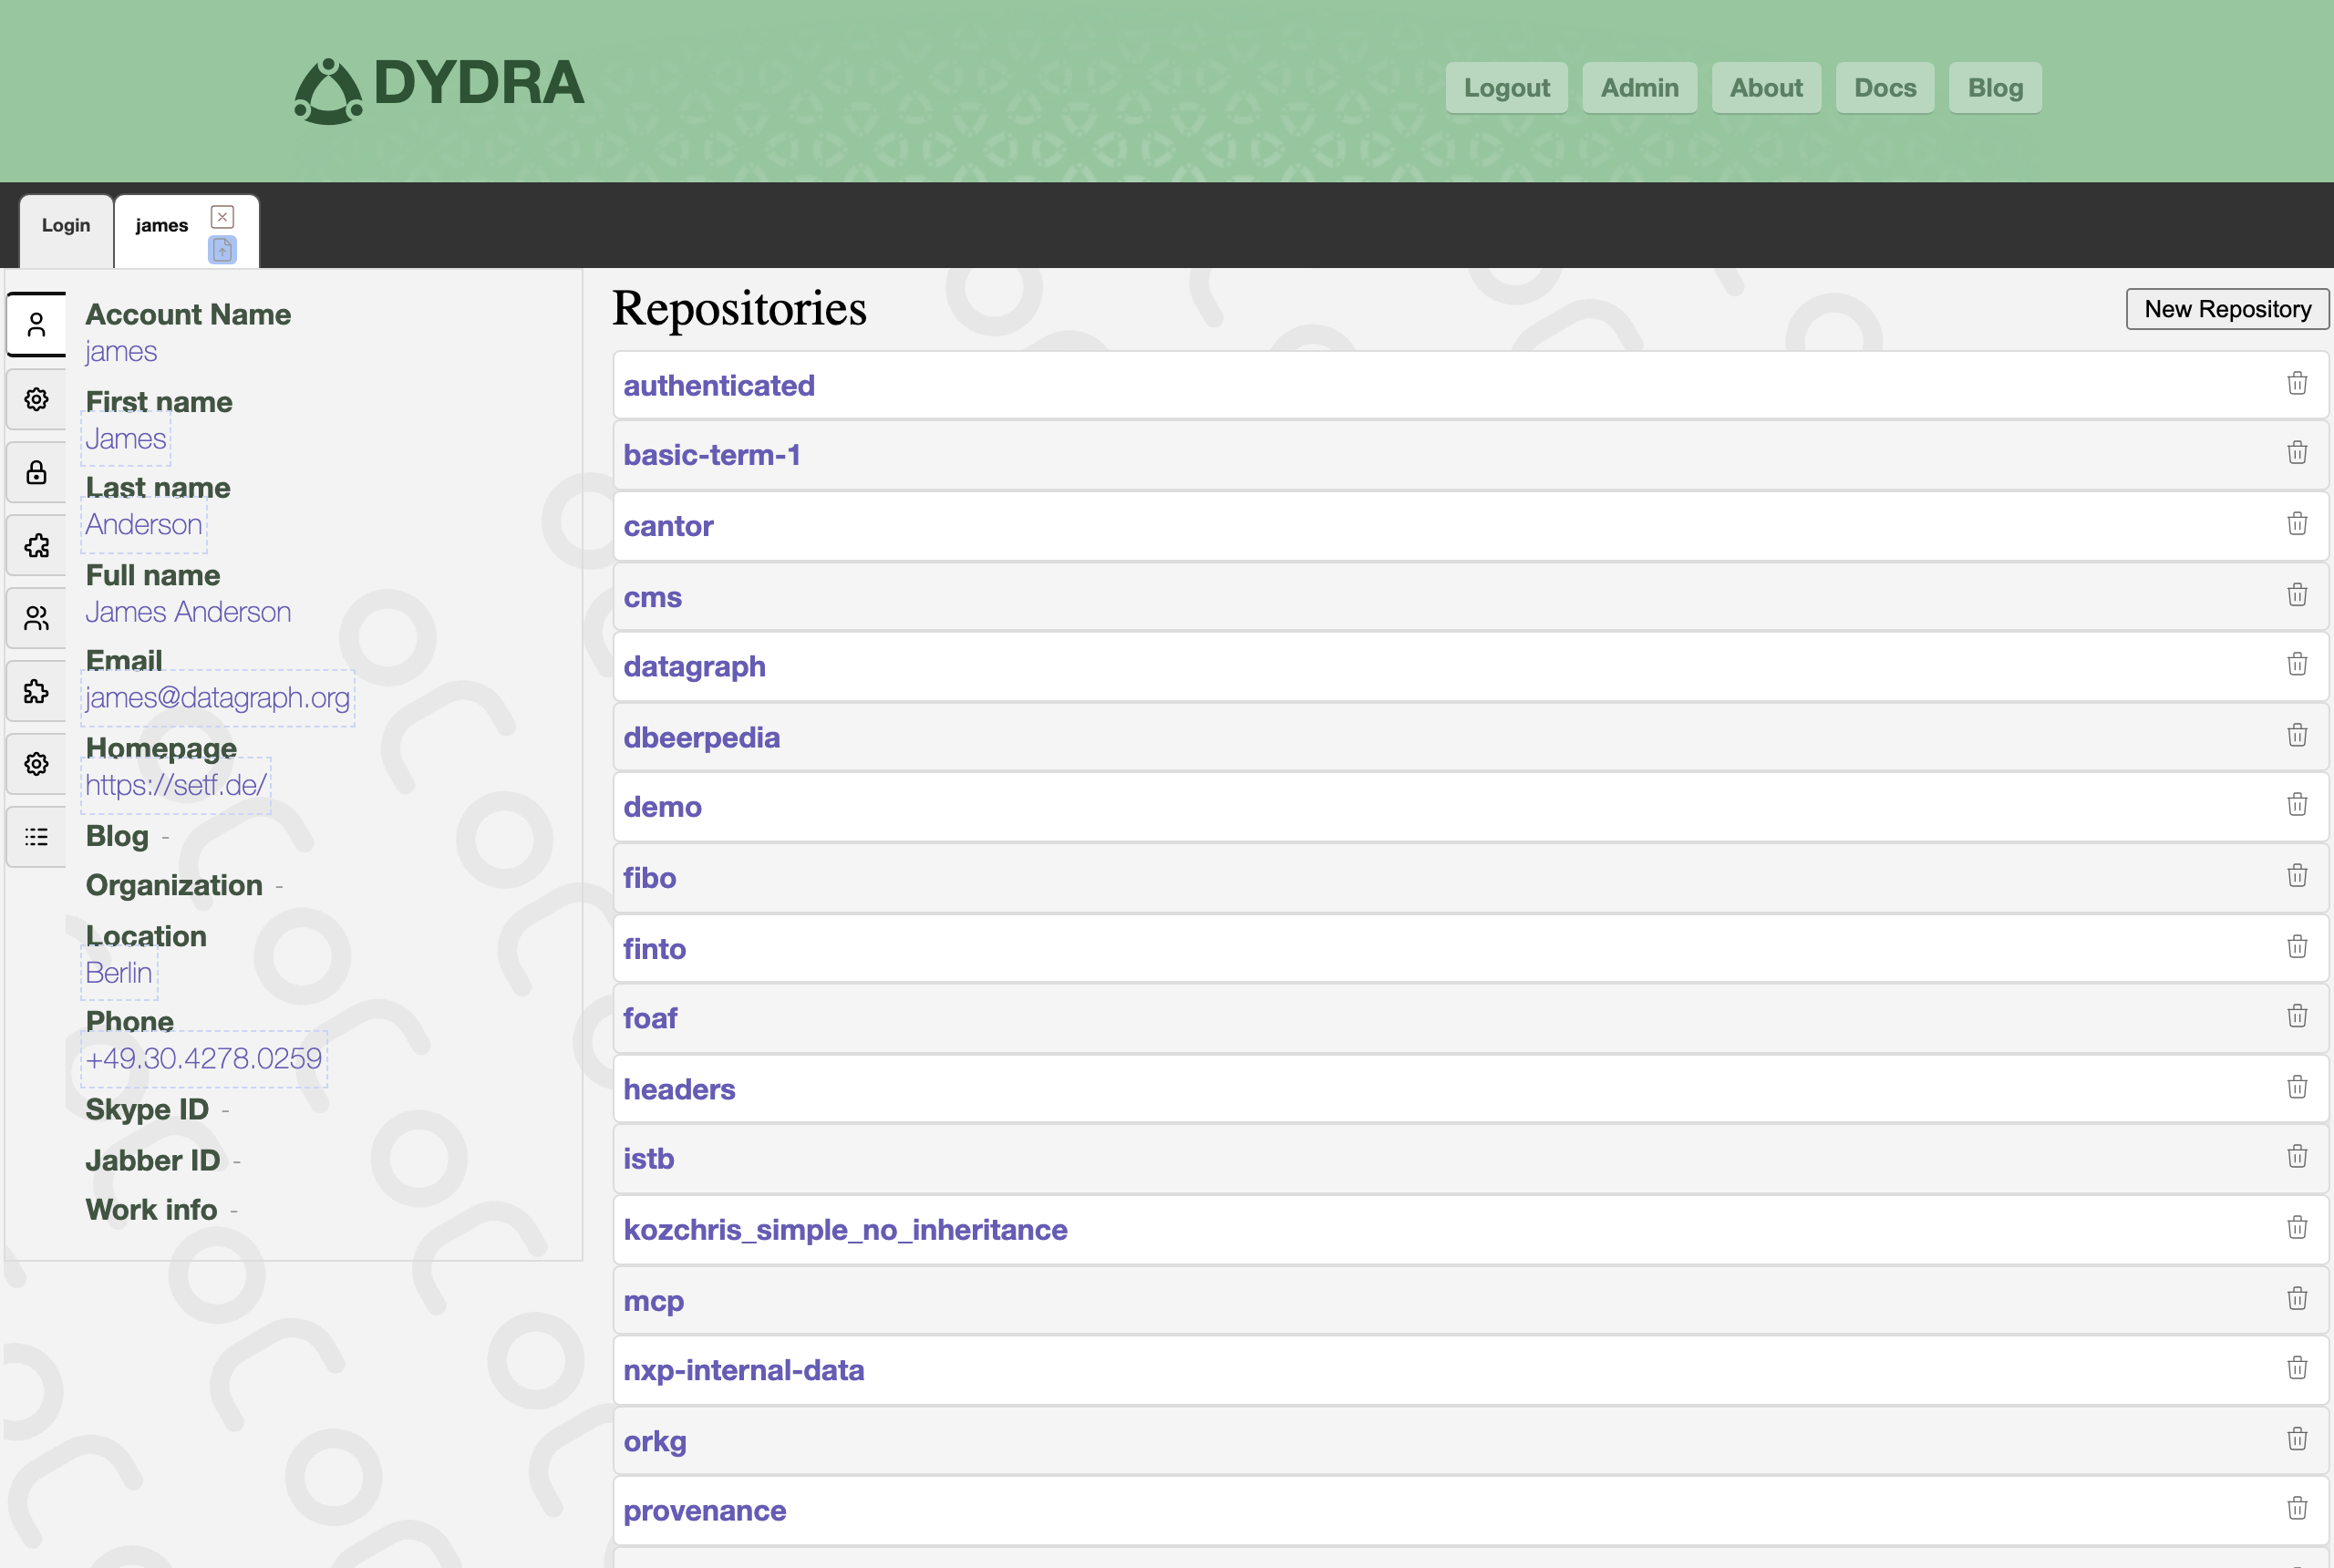 DYDRA
Logout Admin About Docs Blog
Login james
Account Name
james
First name
James
Last name
Anderson
Full name
James Anderson
Email
james@datagraph.org
Homepage
https://setf.de/
Blog -
Organization -
Location
Berlin
Phone
+49.30.4278.0259
Skype ID -
Jabber ID -
Work info -
Repositories
New Repository
authenticated
basic-term-1
cantor
cms
datagraph
dbeerpedia
demo
fibo
finto
foaf
headers
istb
kozchris_simple_no_inheritance
mcp
nxp-internal-data
orkg
provenance